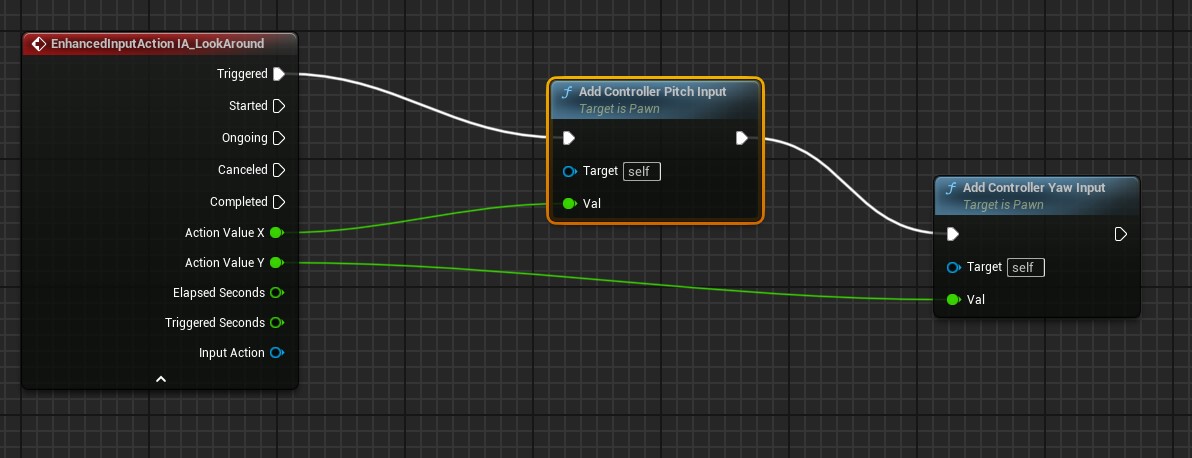 EnhancedInputAction IA_LookAround
Triggered
Started
Ongoing
Canceled
Completed
Action Value X
Action Value Y
Elapsed Seconds
Triggered Seconds
Input Action
f Add Controller Pitch Input
Target is Pawn
Target self
Val
f Add Controller Yaw Input
Target is Pawn
Target self
Val